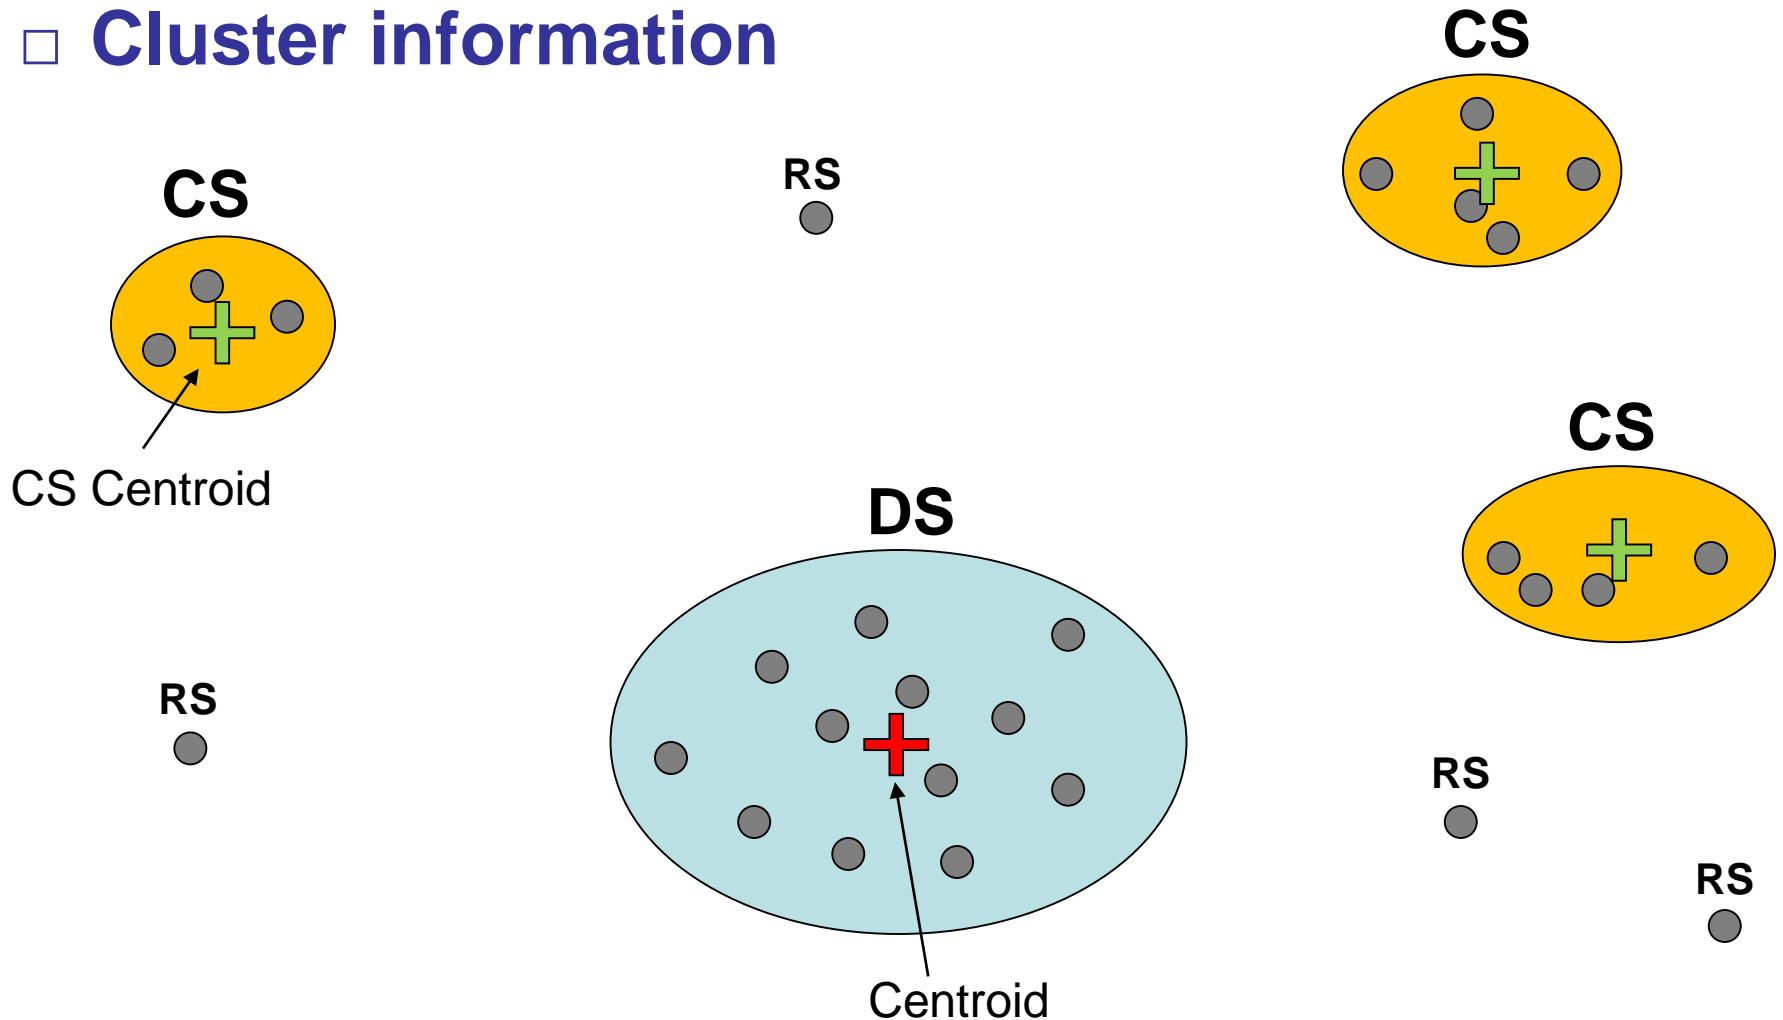 □ Cluster information
CS
RS
CS
CS Centroid
CS
DS
RS
RS
RS
Centroid